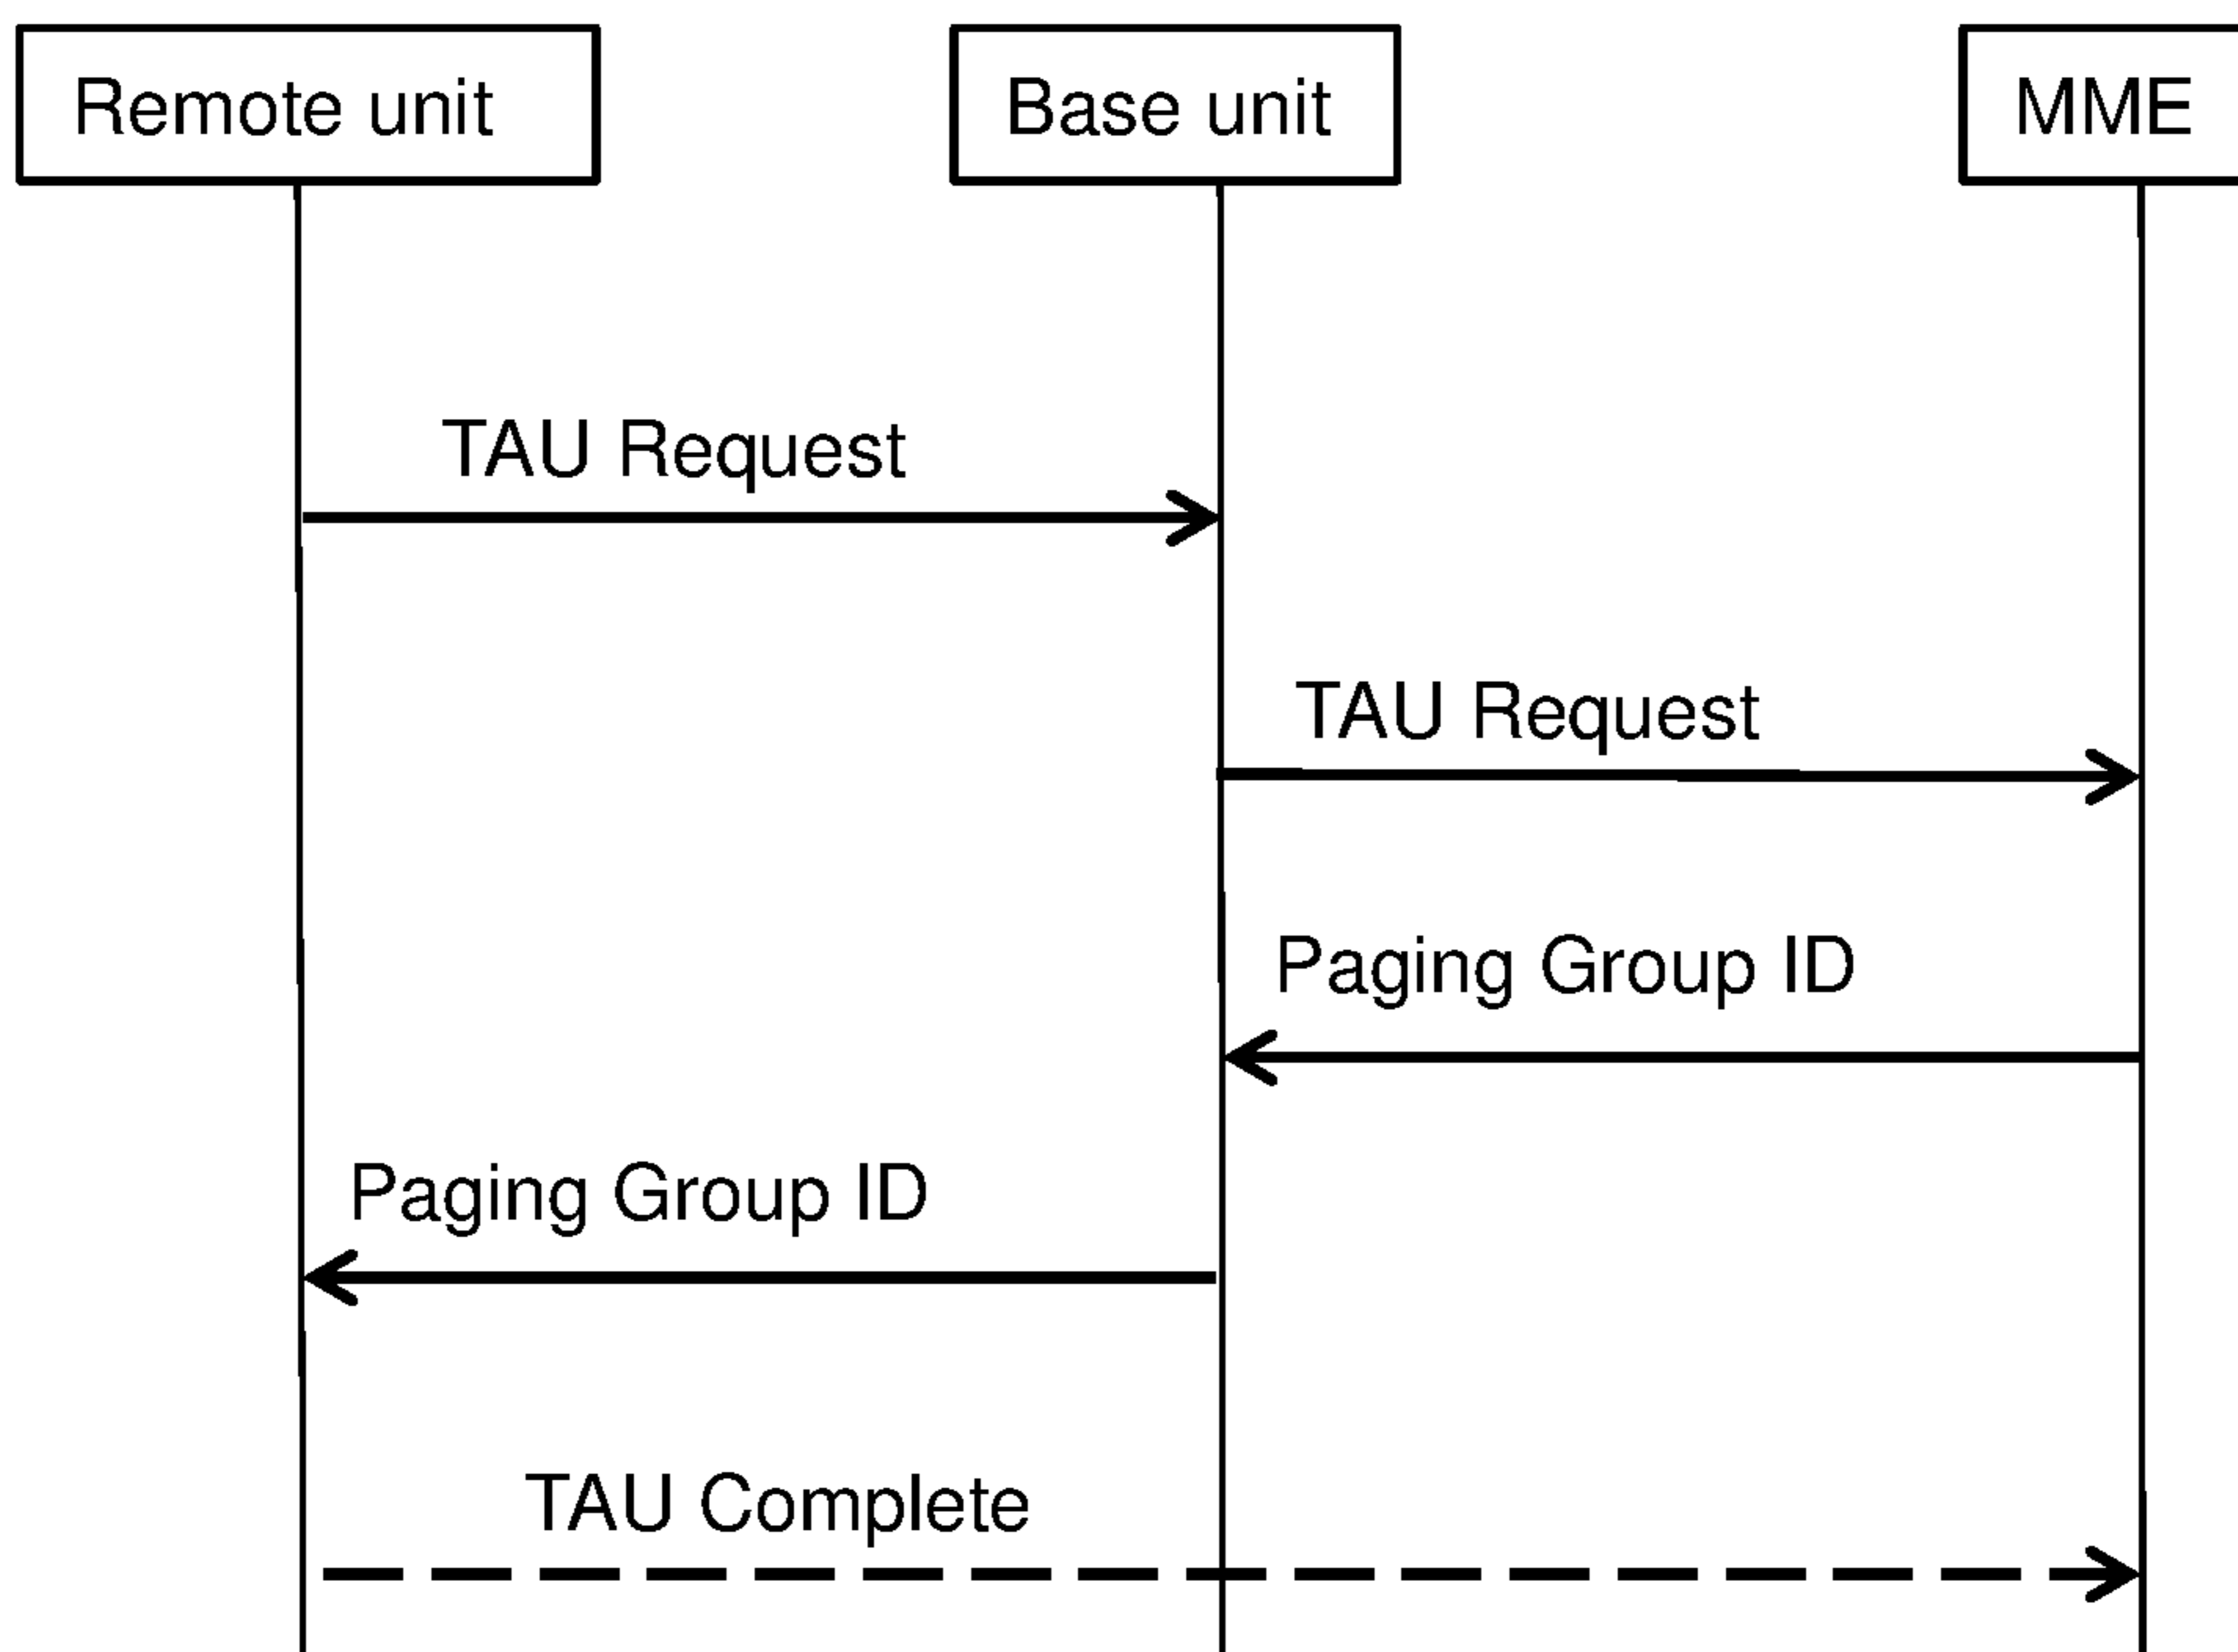 Remote unit
Base unit
MME
TAU Request
TAU Request
Paging Group ID
Paging Group ID
TAU Complete